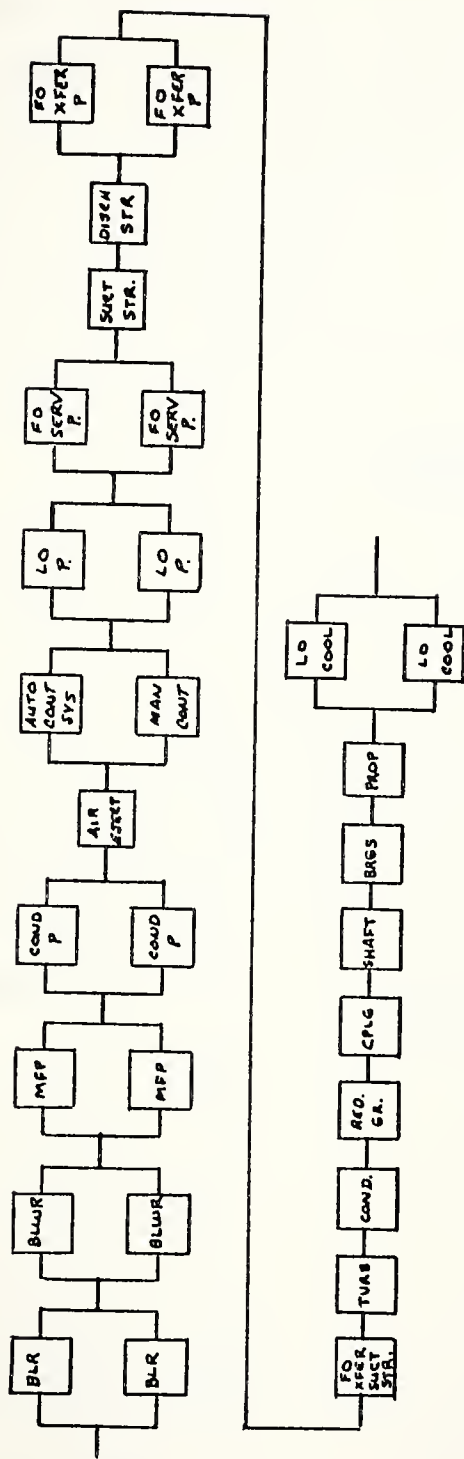 BLR
BLR
BLWR
BLWR
MFP
MFP
COND
P
COND
P
AIR
EJECT
AUTO
CONT
SYS
MAN
CONT
LO
P.
LO
P.
FO
SERV
P.
FO
SERV
P.
SUCT
STR.
DISCH
STR
FO
XFER
P
FO
XFER
P
FO
XFER
SUCT
STR.
TURB
COND.
RED.
GR.
CPLG
SHAFT
BRGS
PROP
LO
COOL
LO
COOL